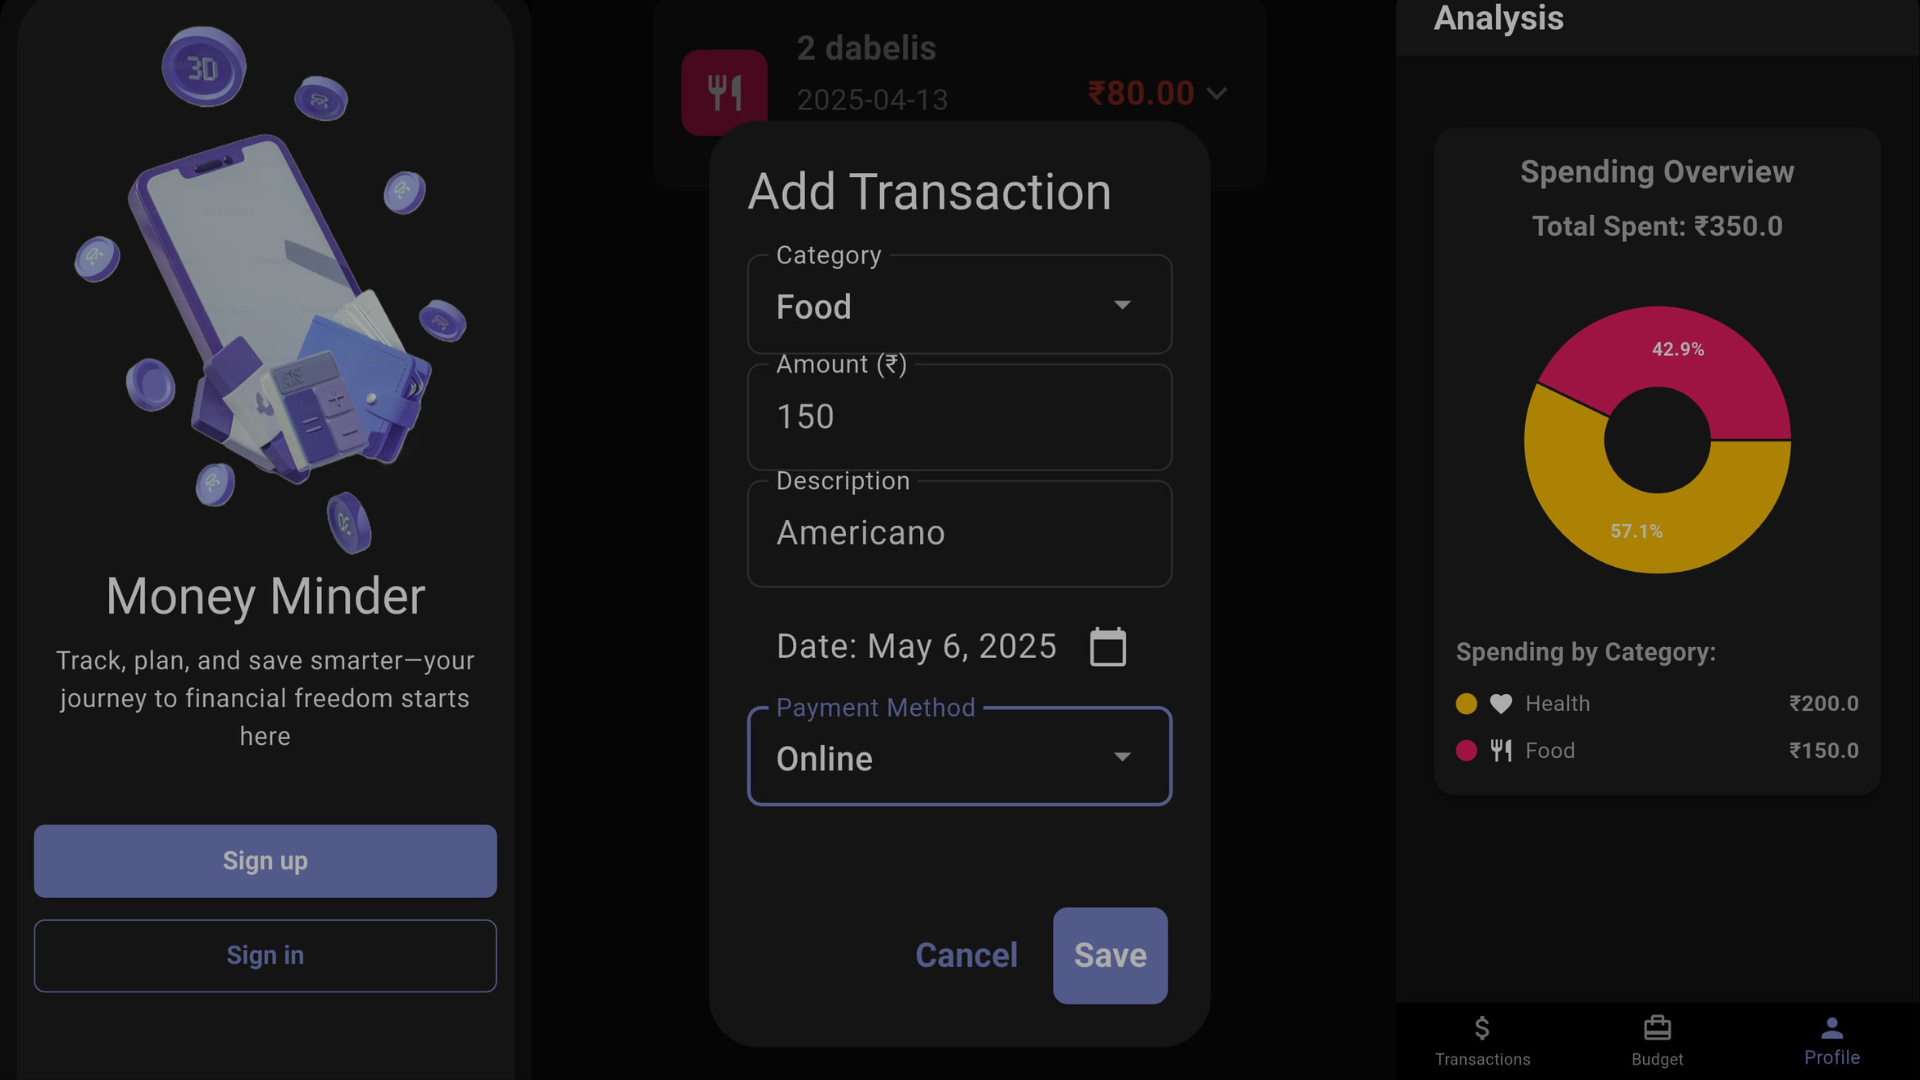 3D
Money Minder
Track, plan, and save smarter—your
journey to financial freedom starts
here
Sign up
Sign in
2 dabelis
2025-04-13
₹80.00
Add Transaction
Category
Food
Amount (₹)
150
Description
Americano
Date: May 6, 2025
Payment Method
Online
Cancel
Save
Analysis
Spending Overview
Total Spent: ₹350.0
42.9%
57.1%
Spending by Category:
Health ₹200.0
Food ₹150.0
Transactions
Budget
Profile